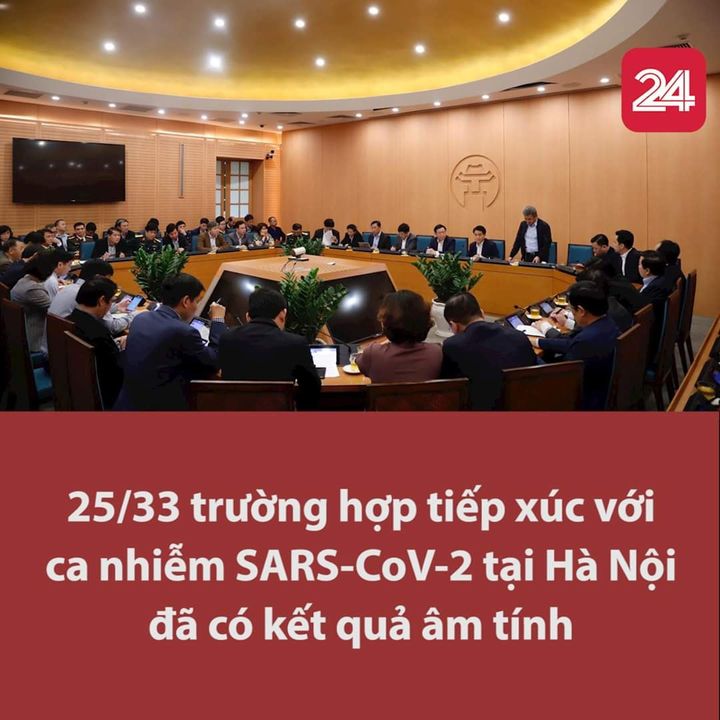 24
25/33 trường hợp tiếp xúc với
ca nhiễm SARS-CoV-2 tại Hà Nội
đã có kết quả âm tính